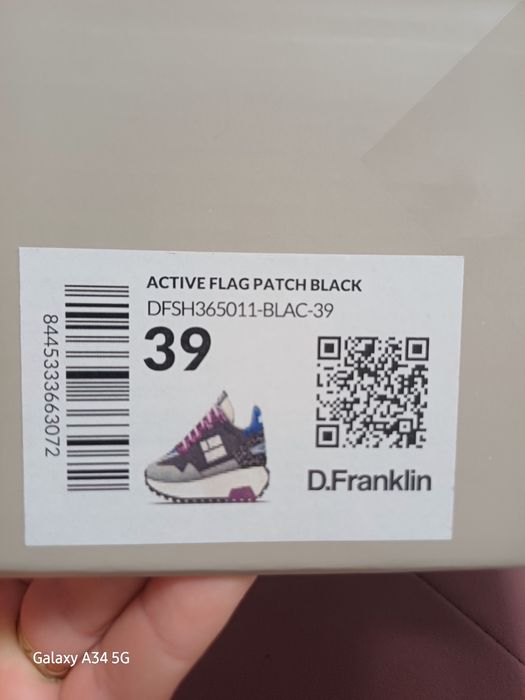 ACTIVE FLAG PATCH BLACK
DFSH365011-BLAC-39
39
8445333663072
D.Franklin
Galaxy A34 5G